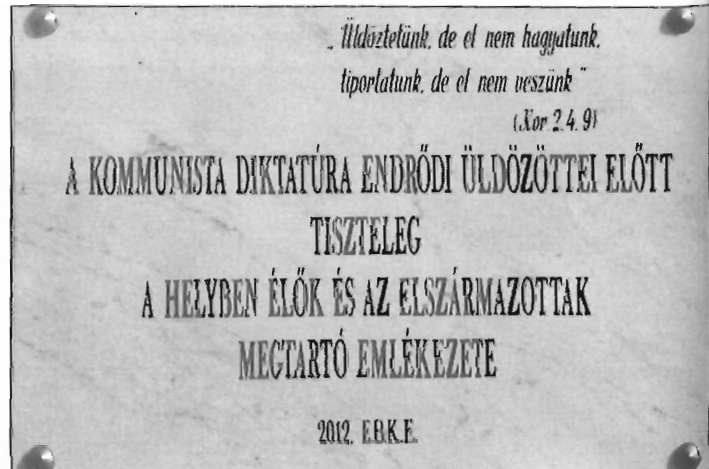 „Üldöztetünk, de el nem hagyatunk,
tiportatunk, de el nem veszünk”
(Kor. 2. 4. 9)
A KOMMUNISTA DIKTATÚRA ENDRŐDI ÜLDÖZÖTTEI ELŐTT
TISZTELEG
A HELYBEN ÉLŐK ÉS AZ ELSZÁRMAZOTTAK
MEGTARTÓ EMLÉKEZETE
2012. E.B.K.E.